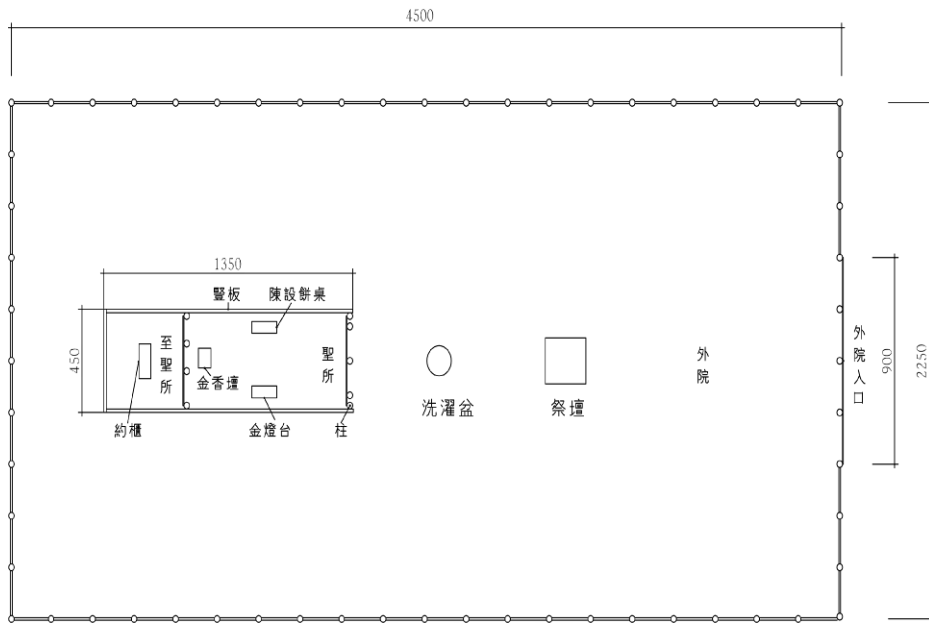 4500
1350
豎板
陳設餅桌
450
至聖所
金香壇
聖所
約櫃
金燈台
柱
洗濯盆
祭壇
外院
外院入口
900
2250